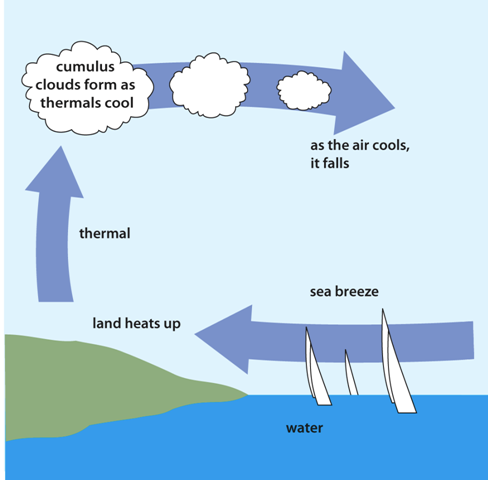 cumulus
clouds form as
thermals cool
as the air cools,
it falls
thermal
sea breeze
land heats up
water